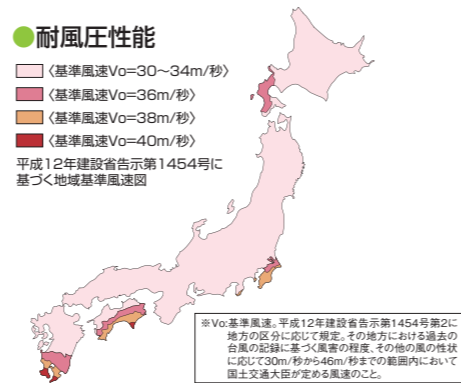 ●耐風圧性能
〈基準風速Vo=30〜34m/秒〉
〈基準風速Vo=36m/秒〉
〈基準風速Vo=38m/秒〉
〈基準風速Vo=40m/秒〉
平成12年建設省告示第1454号に
基づく地域基準風速図
※Vo:基準風速。平成12年建設省告示第1454号第2に
地方の区分に応じて規定。その地方における過去の
台風の記録に基づく風害の程度、その他の風の性状
に応じて30m/秒から46m/秒までの範囲内において
国土交通大臣が定める風速のこと。